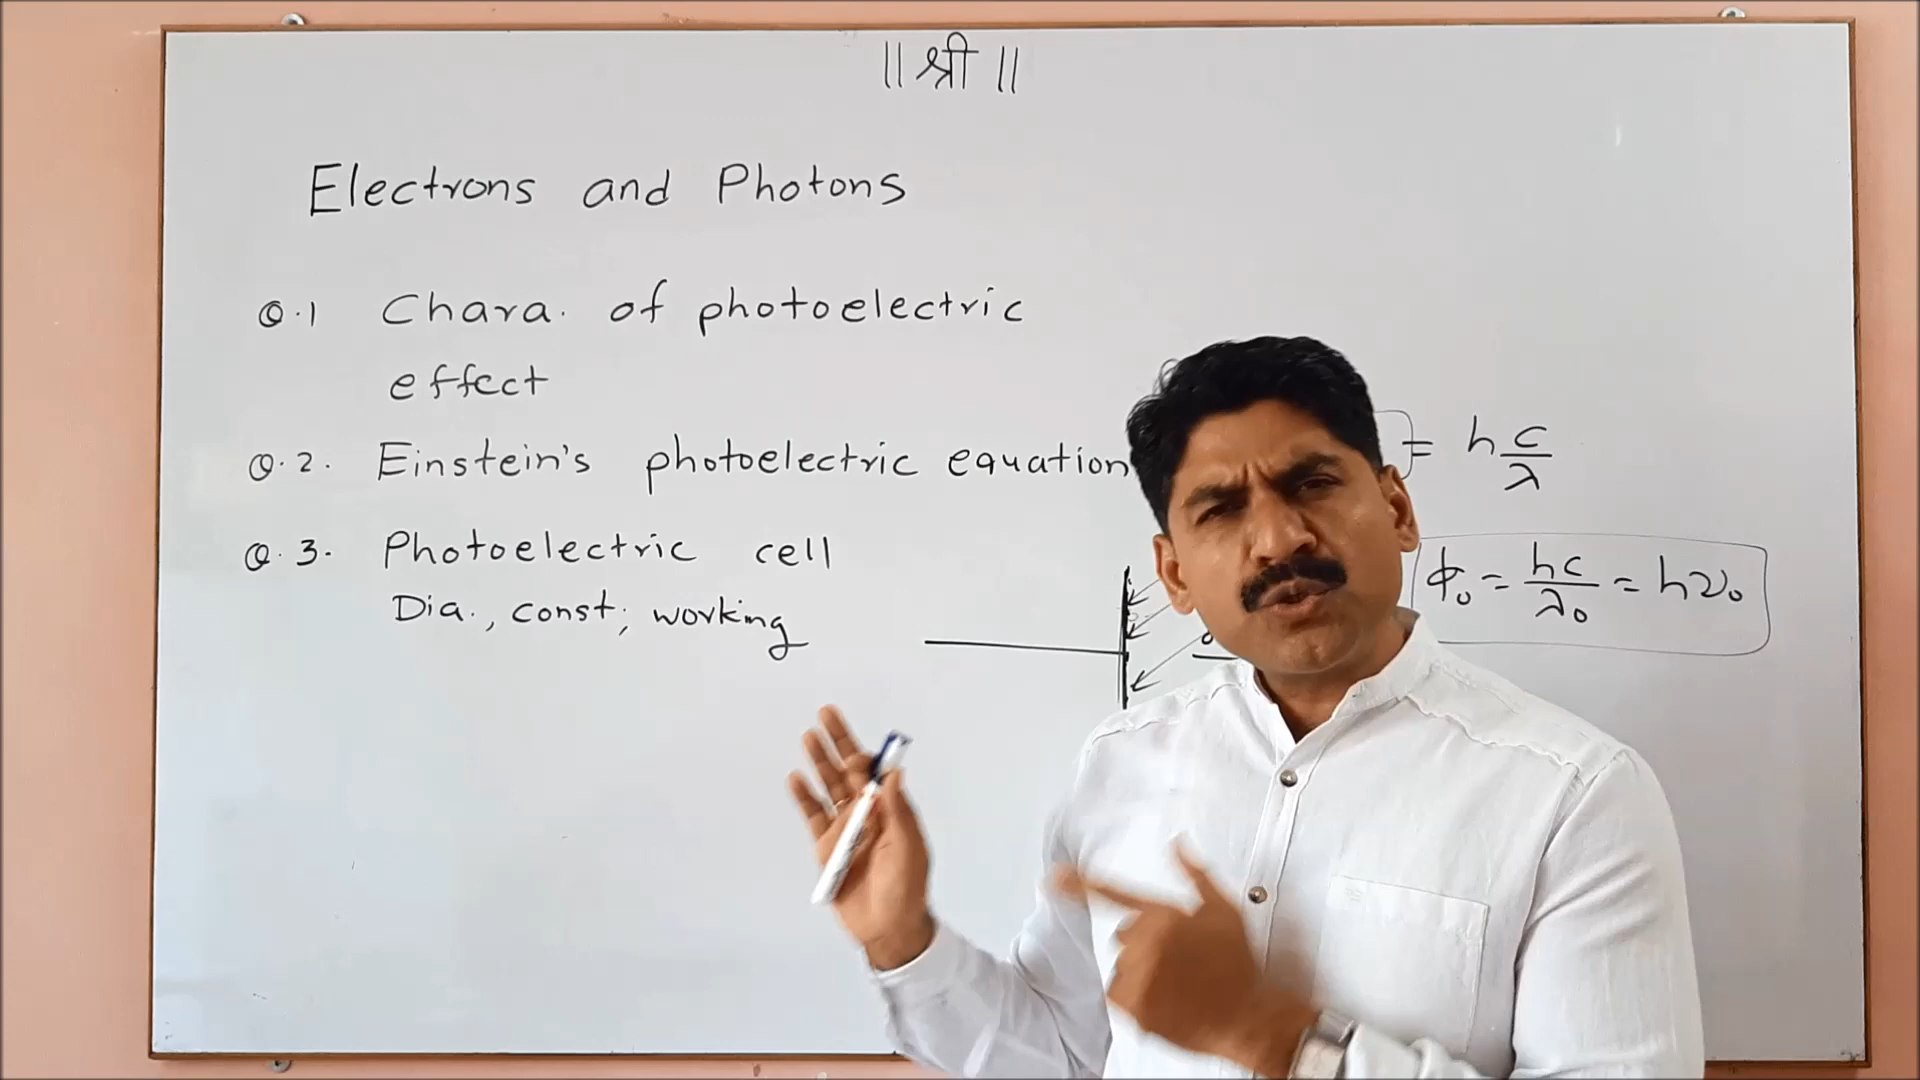 || श्री ||
Electrons and Photons
Q.1 Chara. of photoelectric
effect
Q.2. Einstein's photoelectric equation
= h c/λ
Q.3. Photoelectric cell
ϕ₀ = hc/λ₀ = hν₀
Dia., const; working